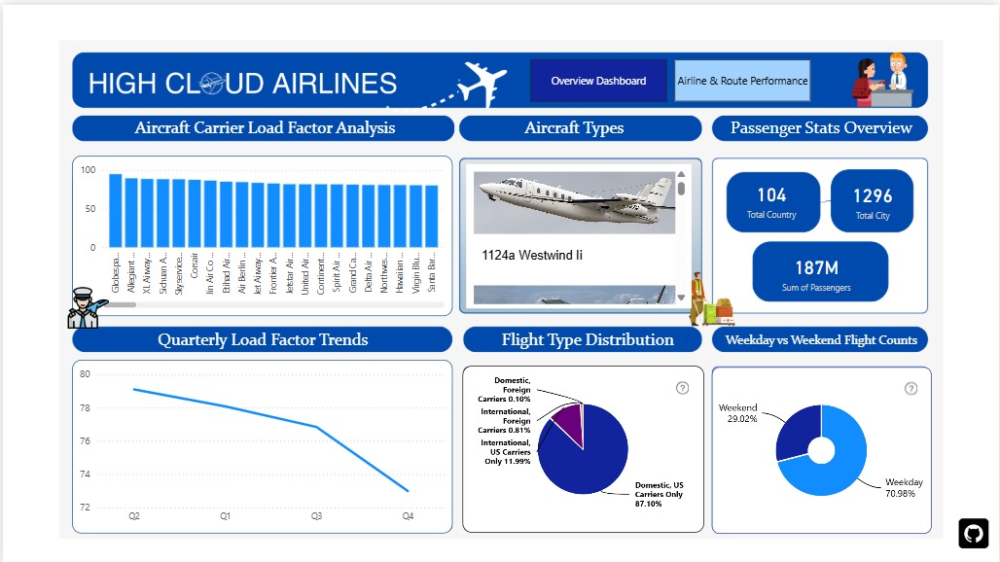 HIGH CLOUD AIRLINES
Overview Dashboard
Airline & Route Performance
Aircraft Carrier Load Factor Analysis
Aircraft Types
Passenger Stats Overview
100
50
0
Globespa...
Allegiant ...
XL Airway...
Sichuan A...
Skyservice...
Corsair
Jin Air Co ...
Etihad Air...
Air Berlin ...
Jet Airway...
Frontier A...
Jetstar Air...
United Air...
Continent...
Spirit Air ...
Grand Ca...
Delta Air ...
Northwes...
Hawaiian ...
Virgin Blu...
Santa Bar...
1124a Westwind Ii
104
Total Country
1296
Total City
187M
Sum of Passengers
Quarterly Load Factor Trends
Flight Type Distribution
Weekday vs Weekend Flight Counts
80
78
76
74
72
Q2
Q1
Q3
Q4
Domestic,
Foreign
Carriers 0.10%
International,
Foreign
Carriers 0.81%
International,
US Carriers
Only 11.99%
Domestic, US
Carriers Only
87.10%
?
Weekend
29.02%
Weekday
70.98%
?